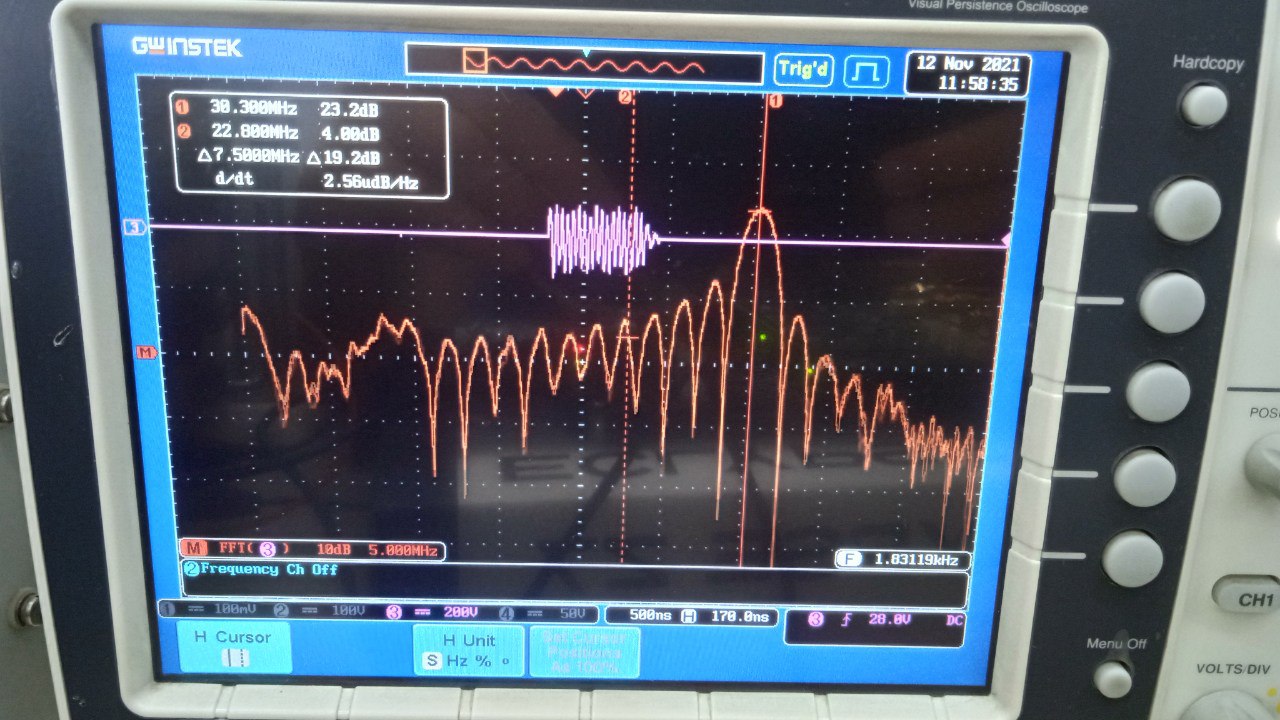 Visual Persistence Oscilloscope
GWINSTEK
Trig'd
12 Nov 2021
11:58:35
Hardcopy
1 30.300MHz 23.2dB
2 22.800MHz 4.00dB
Δ7.5000MHz Δ19.2dB
d/dt 2.56udB/Hz
2
1
3
M
M FFT(3) 10dB 5.000MHz
F 1.83119kHz
2 Frequency Ch Off
1 100mV 2 100V 3 200V 4 50V
500ns H 170.0ns
3 28.0V DC
H Cursor
H Unit
S Hz % °
Set Cursor
Positions
As 100%
POS
CH1
Menu Off
VOLTS/DIV